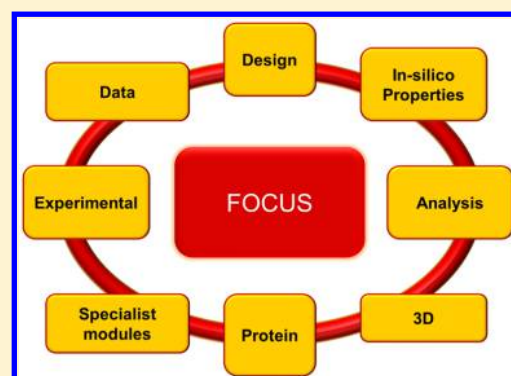 Design
In-silico
Properties
Data
Experimental
FOCUS
Analysis
Specialist
modules
Protein
3D